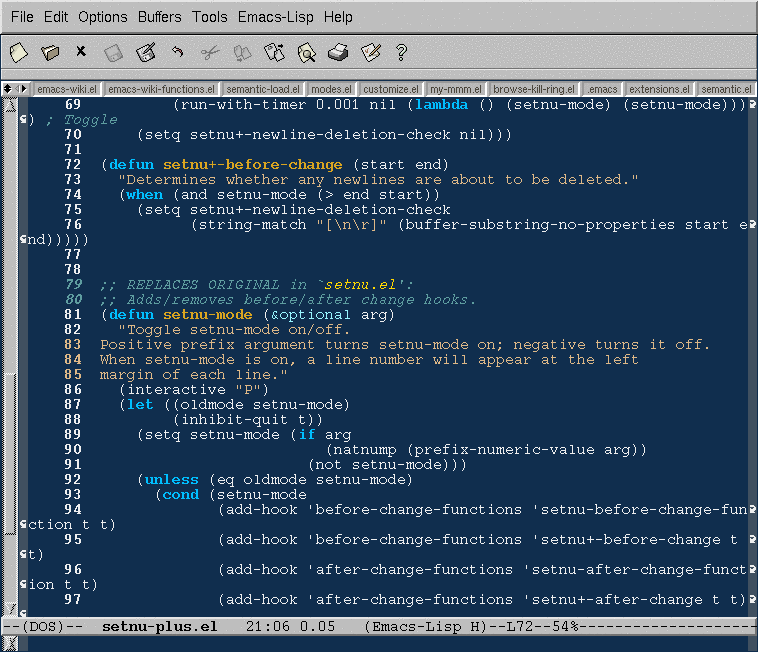 File Edit Options Buffers Tools Emacs-Lisp Help
emacs-wiki.el emacs-wiki-functions.el semantic-load.el modes.el customize.el my-mmm.el browse-kill-ring.el .emacs extensions.el semantic.el
69 (run-with-timer 0.001 nil (lambda () (setnu-mode) (setnu-mode)))
) ; Toggle
70 (setq setnu+-newline-deletion-check nil)))
71
72 (defun setnu+-before-change (start end)
73 "Determines whether any newlines are about to be deleted."
74 (when (and setnu-mode (> end start))
75 (setq setnu+-newline-deletion-check
76 (string-match "[\n\r]" (buffer-substring-no-properties start e
nd)))))
77
78
79 ;; REPLACES ORIGINAL in `setnu.el':
80 ;; Adds/removes before/after change hooks.
81 (defun setnu-mode (&optional arg)
82 "Toggle setnu-mode on/off.
83 Positive prefix argument turns setnu-mode on; negative turns it off.
84 When setnu-mode is on, a line number will appear at the left
85 margin of each line."
86 (interactive "P")
87 (let ((oldmode setnu-mode)
88 (inhibit-quit t))
89 (setq setnu-mode (if arg
90 (natnump (prefix-numeric-value arg))
91 (not setnu-mode)))
92 (unless (eq oldmode setnu-mode)
93 (cond (setnu-mode
94 (add-hook 'before-change-functions 'setnu-before-change-fun
ction t t)
95 (add-hook 'before-change-functions 'setnu+-before-change t
t)
96 (add-hook 'after-change-functions 'setnu-after-change-funct
ion t t)
97 (add-hook 'after-change-functions 'setnu+-after-change t t)
--(DOS)-- setnu-plus.el 21:06 0.05 (Emacs-Lisp H)--L72--54%--------------------